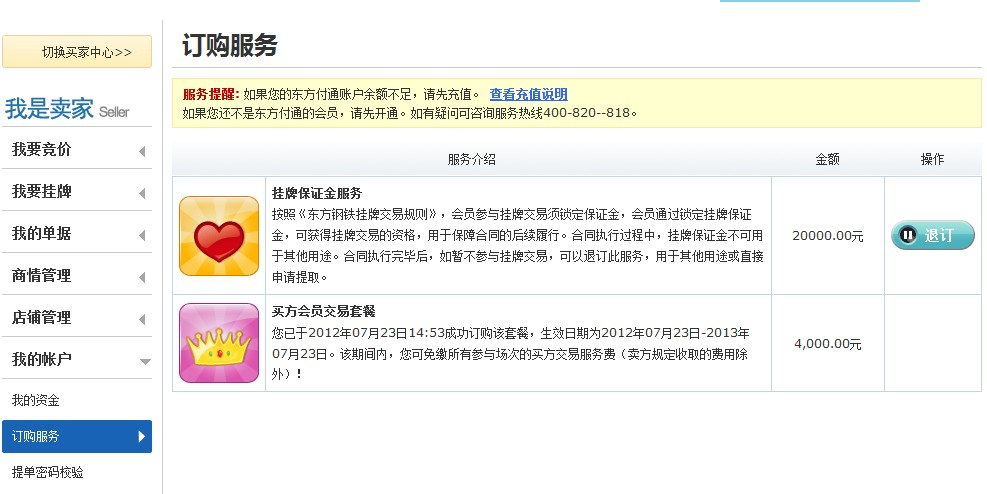 切换买家中心>>
我是卖家 Seller
我要竞价
我要挂牌
我的单据
商情管理
店铺管理
我的帐户
我的资金
订购服务
提单密码校验
订购服务
服务提醒: 如果您的东方付通账户余额不足，请先充值。 查看充值说明
如果您还不是东方付通的会员，请先开通。如有疑问可咨询服务热线400-820--818。
服务介绍 金额 操作
挂牌保证金服务
按照《东方钢铁挂牌交易规则》，会员参与挂牌交易须锁定保证金，会员通过锁定挂牌保证
金，可获得挂牌交易的资格，用于保障合同的后续履行。合同执行过程中，挂牌保证金不可用
于其他用途。合同执行完毕后，如暂不参与挂牌交易，可以退订此服务，用于其他用途或直接
申请提取。
20000.00元
退订
买方会员交易套餐
您已于2012年07月23日14:53成功订购该套餐，生效日期为2012年07月23日-2013年
07月23日。该期间内，您可免缴所有参与场次的买方交易服务费（卖方规定收取的费用除
外）！
4,000.00元